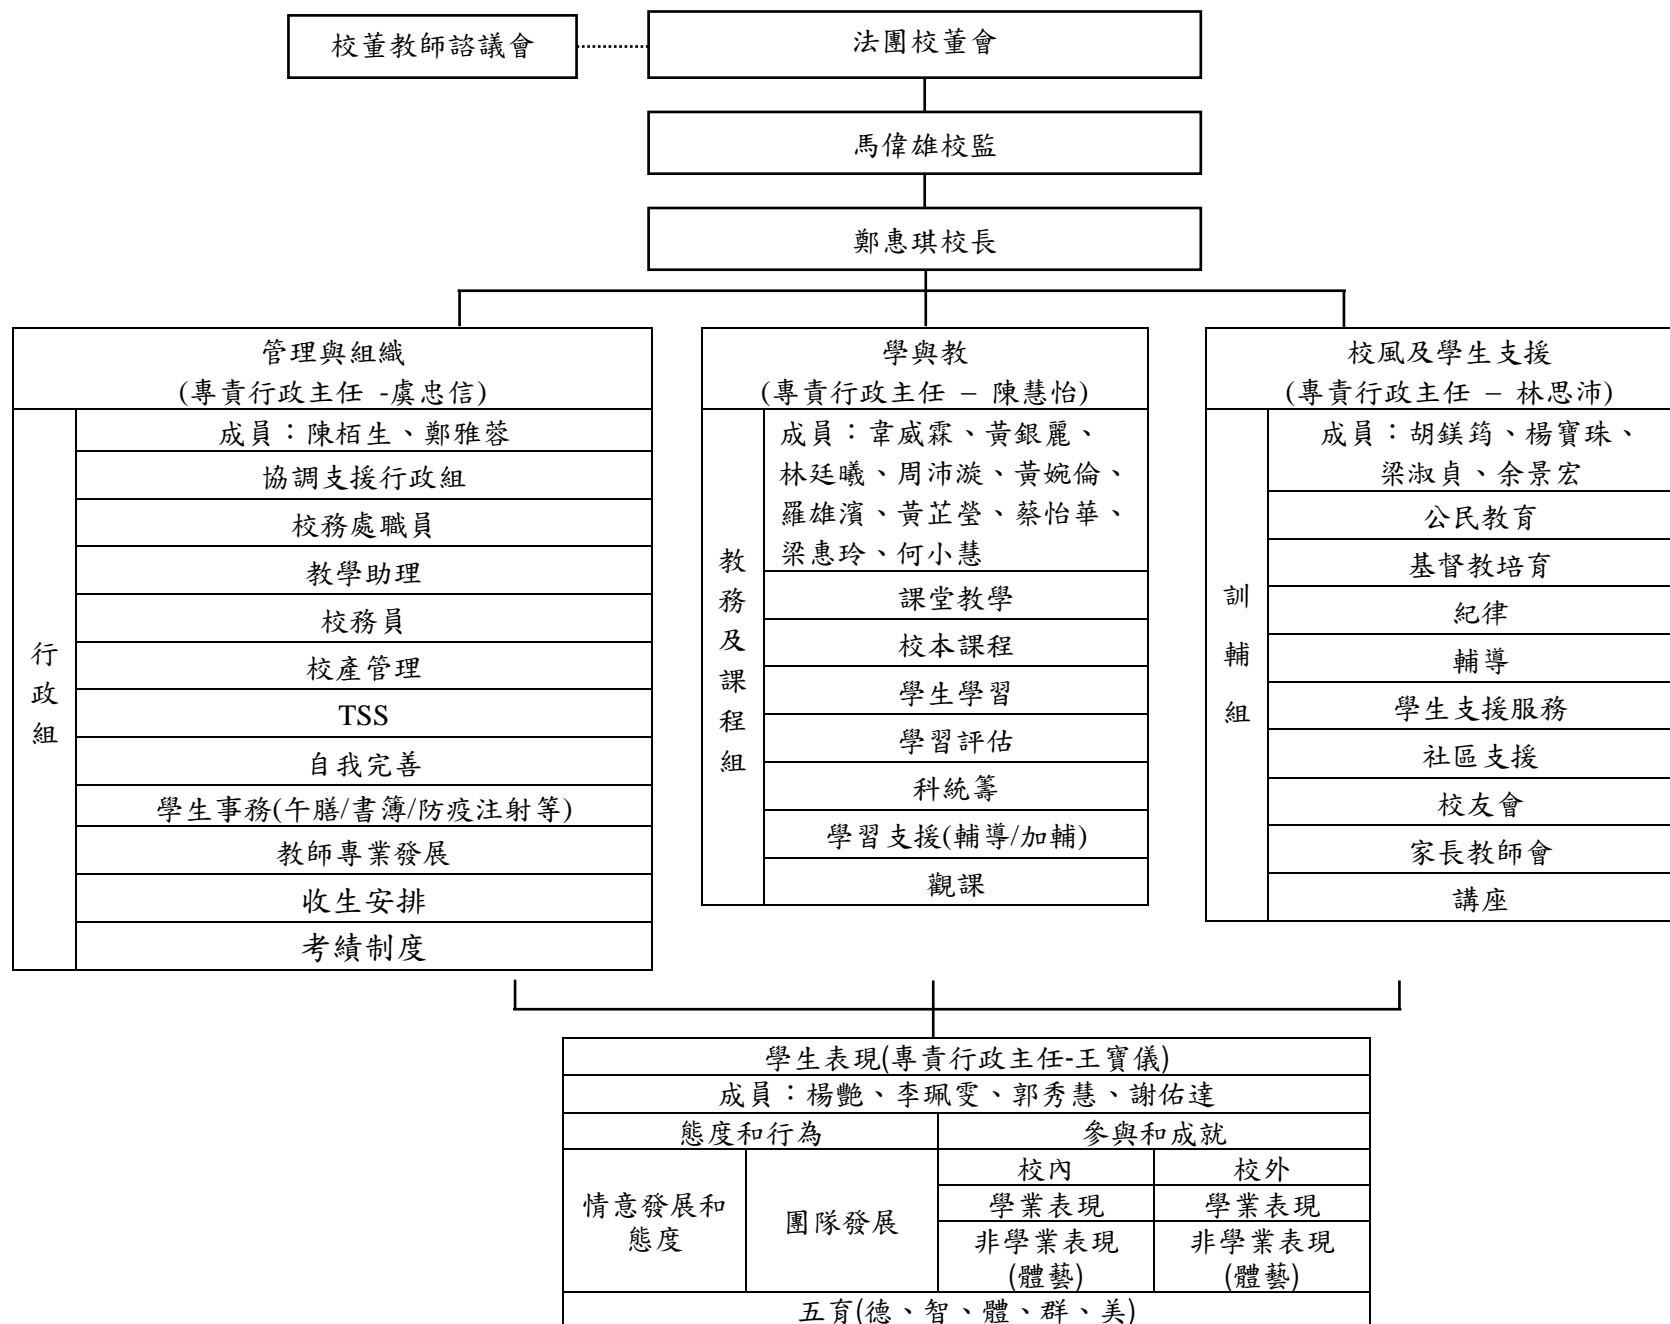 校董教師諮議會
法團校董會
馬偉雄校監
鄭惠琪校長
管理與組織
(專責行政主任 -虞忠信)
行
政
組
成員：陳栢生、鄭雅蓉
協調支援行政組
校務處職員
教學助理
校務員
校產管理
TSS
自我完善
學生事務(午膳/書簿/防疫注射等)
教師專業發展
收生安排
考績制度
學與教
(專責行政主任 – 陳慧怡)
教
務
及
課
程
組
成員：韋威霖、黃銀麗、
林廷曦、周沛漩、黃婉倫、
羅雄濱、黃芷瑩、蔡怡華、
梁惠玲、何小慧
課堂教學
校本課程
學生學習
學習評估
科統籌
學習支援(輔導/加輔)
觀課
校風及學生支援
(專責行政主任 – 林思沛)
訓
輔
組
成員：胡鎂筠、楊寶珠、
梁淑貞、余景宏
公民教育
基督教培育
紀律
輔導
學生支援服務
社區支援
校友會
家長教師會
講座
學生表現(專責行政主任-王寶儀)
成員：楊艷、李珮雯、郭秀慧、謝佑達
態度和行為
參與和成就
情意發展和
態度
團隊發展
校內
校外
學業表現
學業表現
非學業表現
(體藝)
非學業表現
(體藝)
五育(德、智、體、群、美)